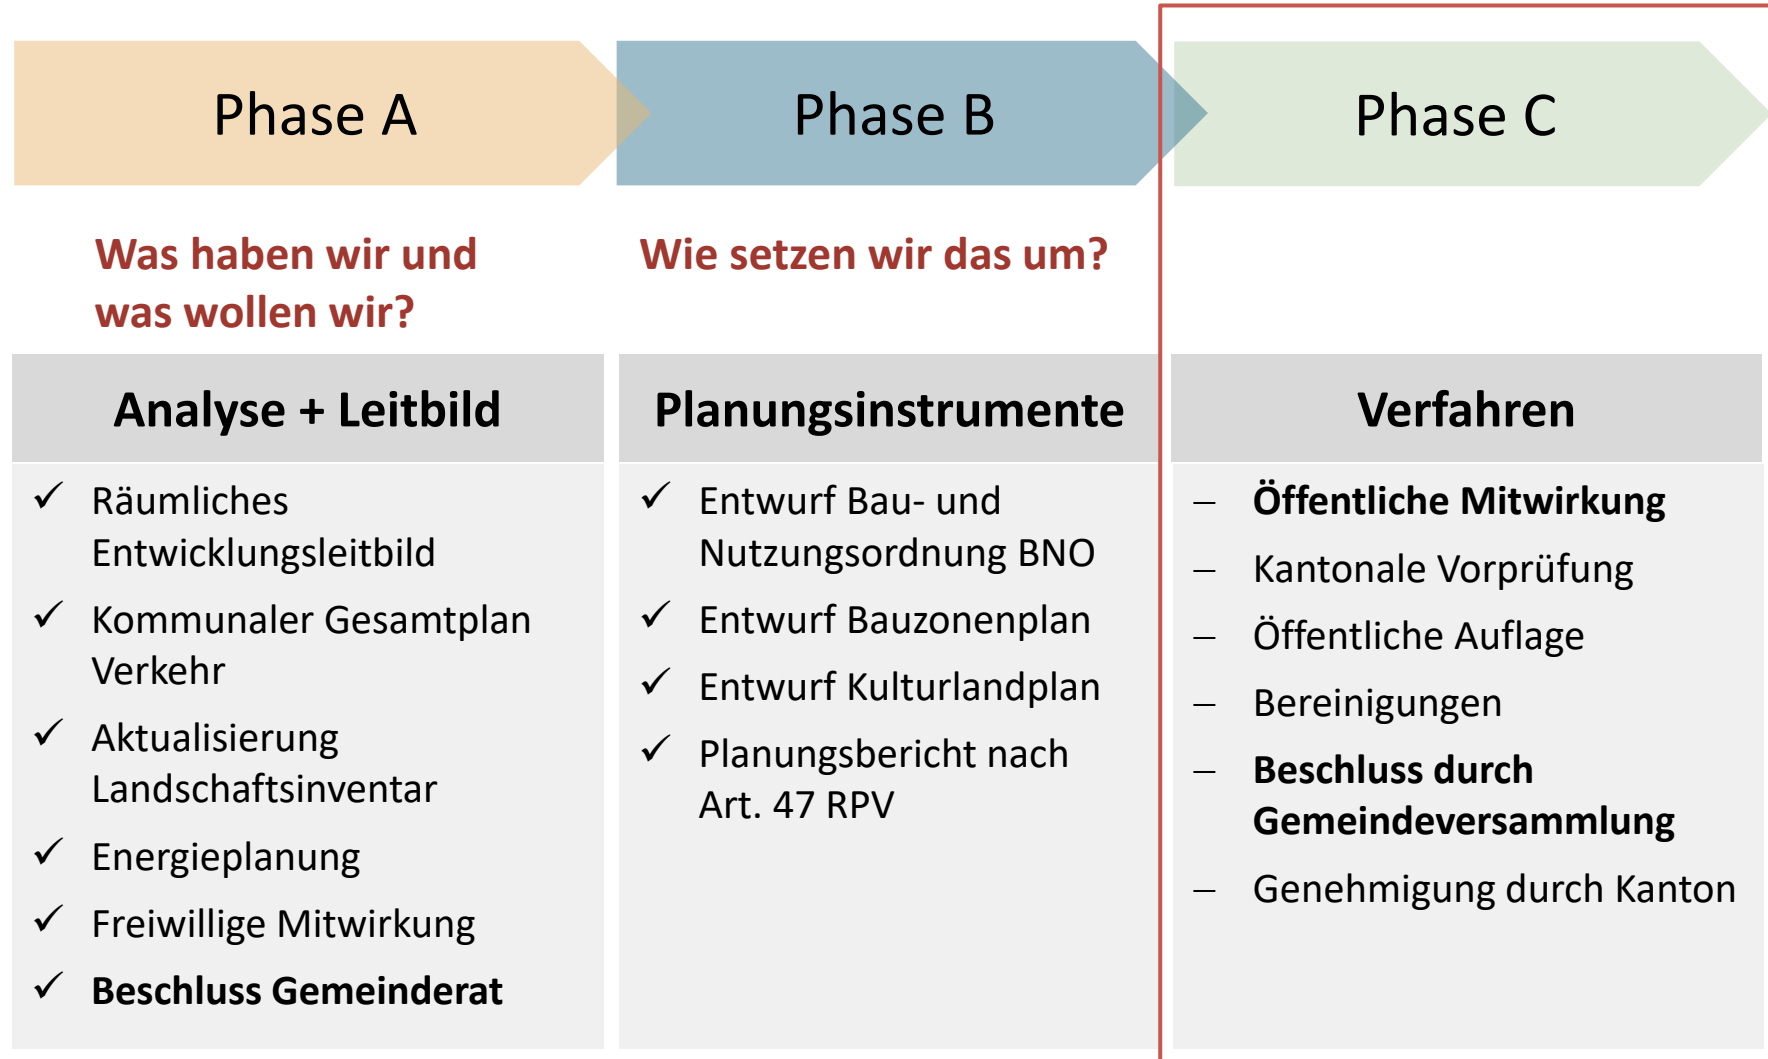 Phase A
Phase B
Phase C
Was haben wir und
was wollen wir?
Wie setzen wir das um?
Analyse + Leitbild
✓ Räumliches
Entwicklungsleitbild
✓ Kommunaler Gesamtplan
Verkehr
✓ Aktualisierung
Landschaftsinventar
✓ Energieplanung
✓ Freiwillige Mitwirkung
✓ Beschluss Gemeinderat
Planungsinstrumente
✓ Entwurf Bau- und
Nutzungsordnung BNO
✓ Entwurf Bauzonenplan
✓ Entwurf Kulturlandplan
✓ Planungsbericht nach
Art. 47 RPV
Verfahren
– Öffentliche Mitwirkung
– Kantonale Vorprüfung
– Öffentliche Auflage
– Bereinigungen
– Beschluss durch
Gemeindeversammlung
– Genehmigung durch Kanton